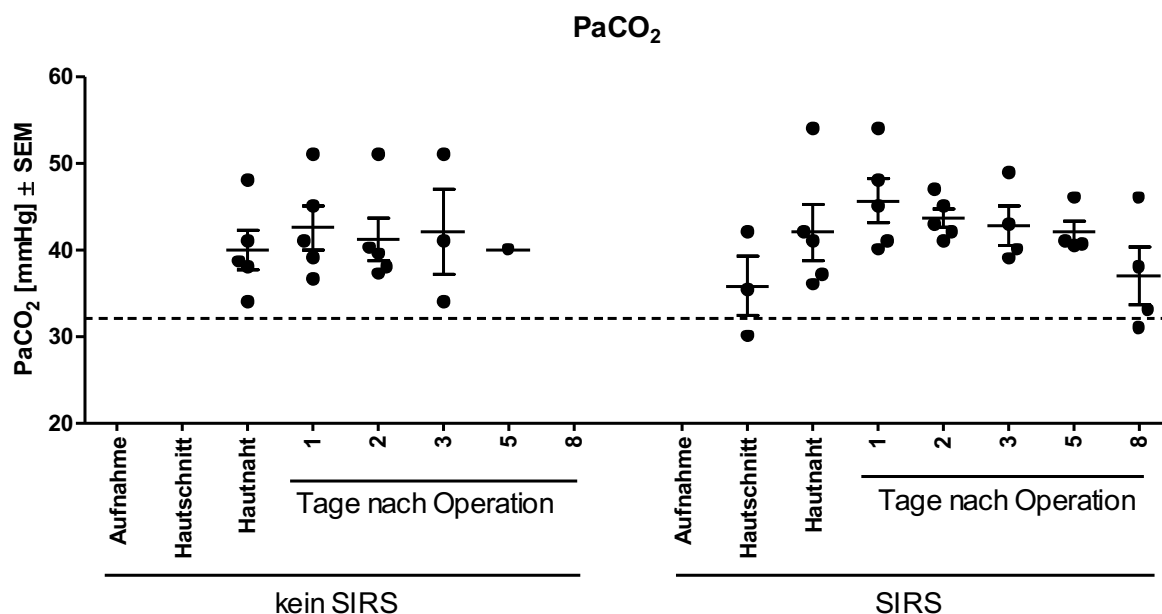 PaCO₂
PaCO₂ [mmHg] ± SEM
60
50
40
30
20
Aufnahme
Hautschnitt
Hautnaht
1
2
3
5
8
Tage nach Operation
kein SIRS
Aufnahme
Hautschnitt
Hautnaht
1
2
3
5
8
Tage nach Operation
SIRS